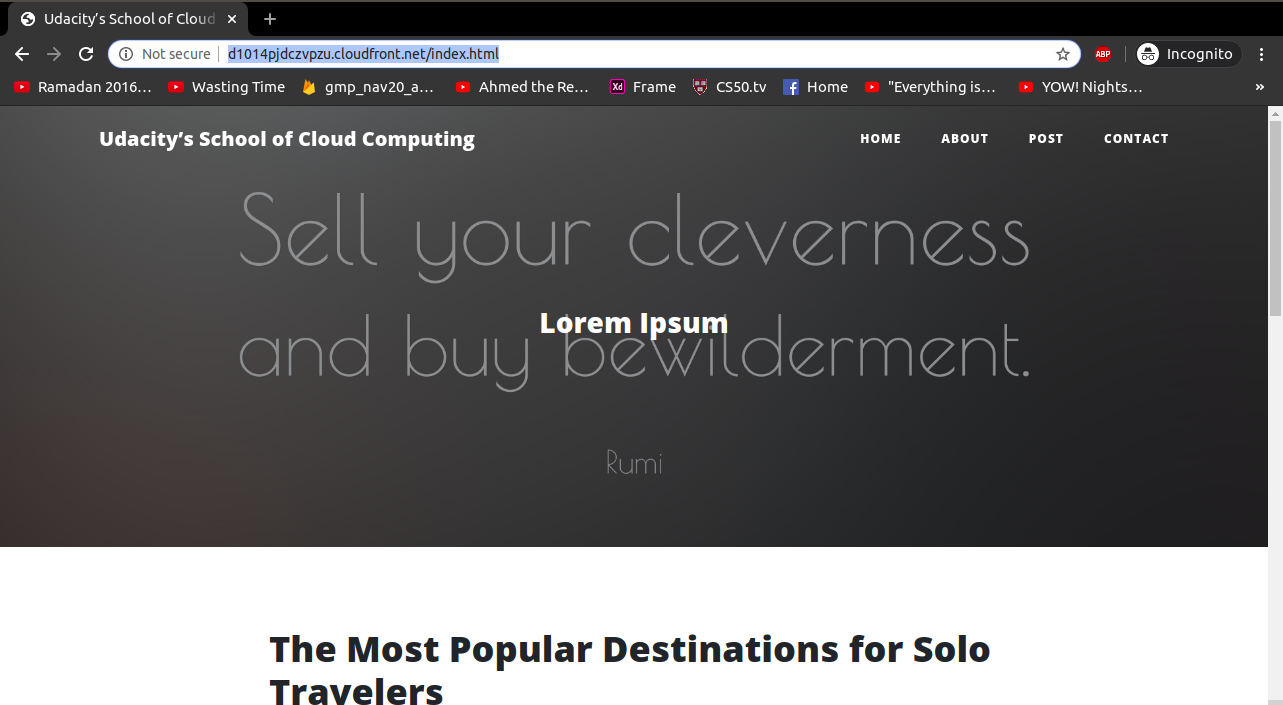 Udacity’s School of Cloud
Not secure d1014pjdczvpzu.cloudfront.net/index.html ABP Incognito
Ramadan 2016… Wasting Time gmp_nav20_a… Ahmed the Re… Xd Frame CS50.tv f Home "Everything is… YOW! Nights… »
Udacity’s School of Cloud Computing HOME ABOUT POST CONTACT
Sell your cleverness
Lorem Ipsum
and buy bewilderment.
Rumi
The Most Popular Destinations for Solo
Travelers